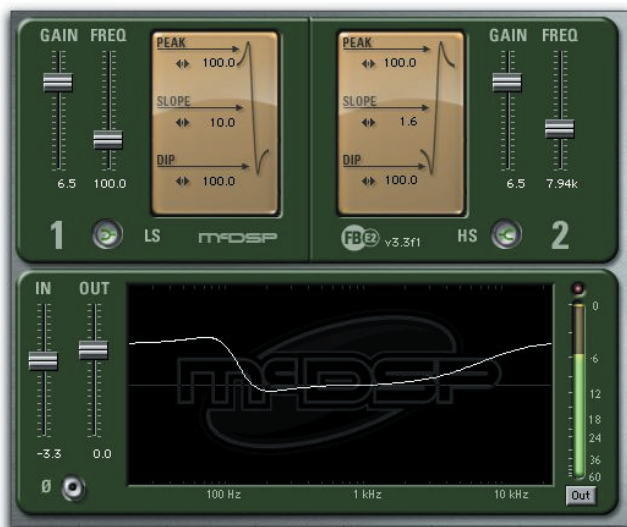 GAIN FREQ
PEAK
100.0
SLOPE
10.0
DIP
100.0
6.5 100.0
1 LS McDSP
PEAK
100.0
SLOPE
1.6
DIP
100.0
GAIN FREQ
6.5 7.94k
FB E2 v3.3f1 HS 2
IN OUT
-3.3 0.0
Ø
McDSP
100 Hz 1 kHz 10 kHz
0
-6
12
18
24
36
60
Out